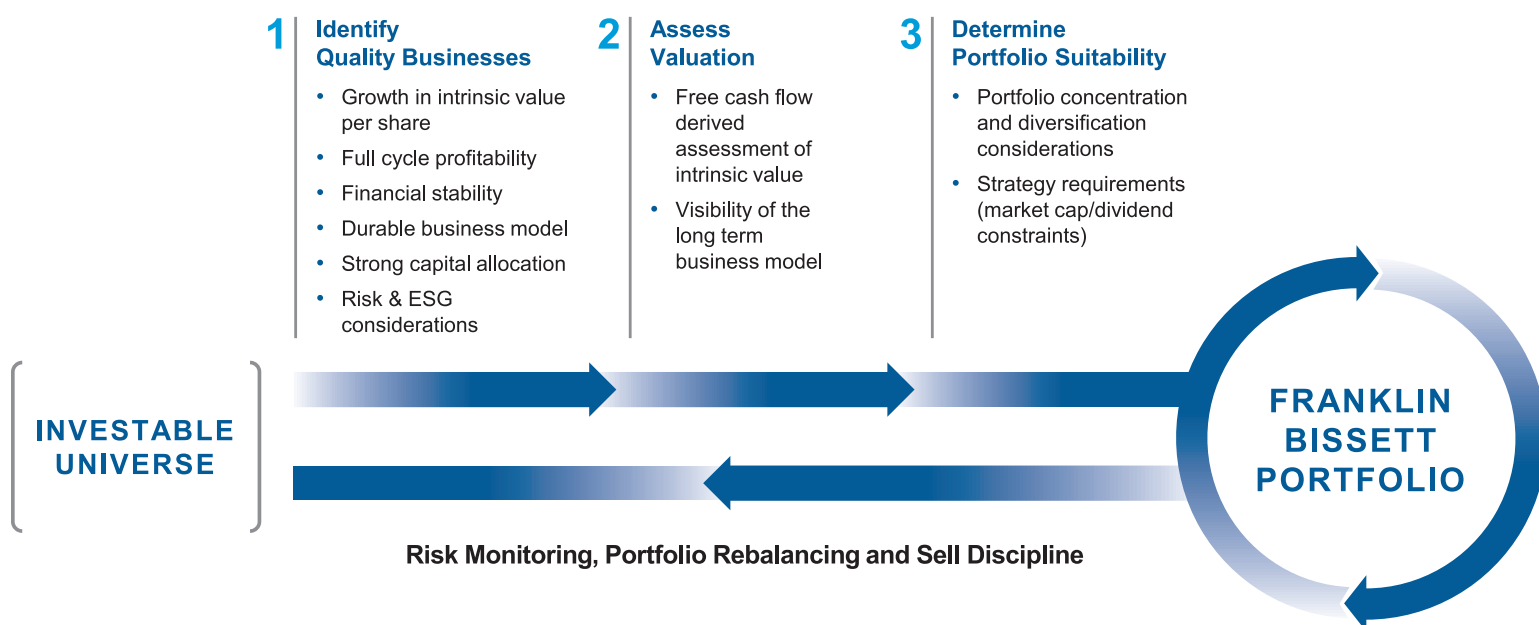 1
Identify
Quality Businesses
• Growth in intrinsic value
per share
• Full cycle profitability
• Financial stability
• Durable business model
• Strong capital allocation
• Risk & ESG
considerations
2
Assess
Valuation
• Free cash flow
derived
assessment of
intrinsic value
• Visibility of the
long term
business model
3
Determine
Portfolio Suitability
• Portfolio concentration
and diversification
considerations
• Strategy requirements
(market cap/dividend
constraints)
INVESTABLE
UNIVERSE
FRANKLIN
BISSETT
PORTFOLIO
Risk Monitoring, Portfolio Rebalancing and Sell Discipline